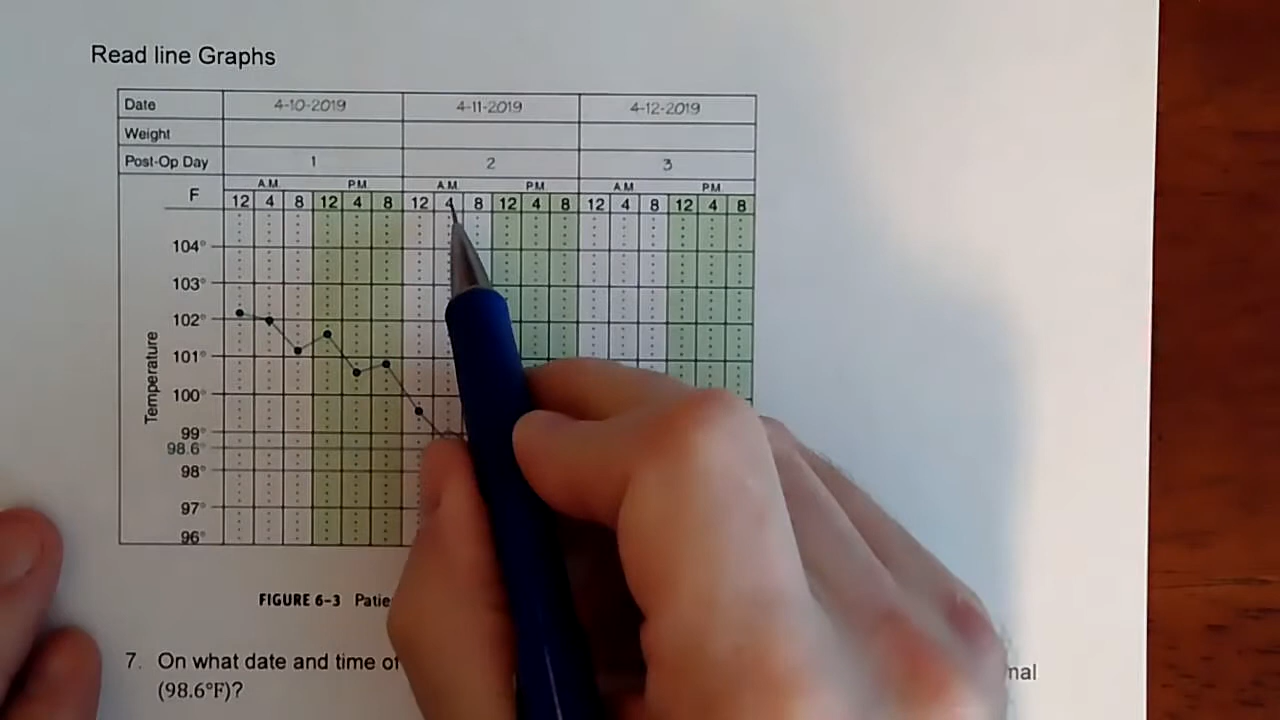 Read line Graphs
Date 4-10-2019 4-11-2019 4-12-2019
Weight
Post-Op Day 1 2 3
A.M. P.M. A.M. P.M. A.M. P.M.
F 12 4 8 12 4 8 12 4 8 12 4 8 12 4 8 12 4 8
104°
103°
102°
101°
100°
99°
98.6°
98°
97°
96°
Temperature
FIGURE 6-3
7. On what date and time of
(98.6°F)?